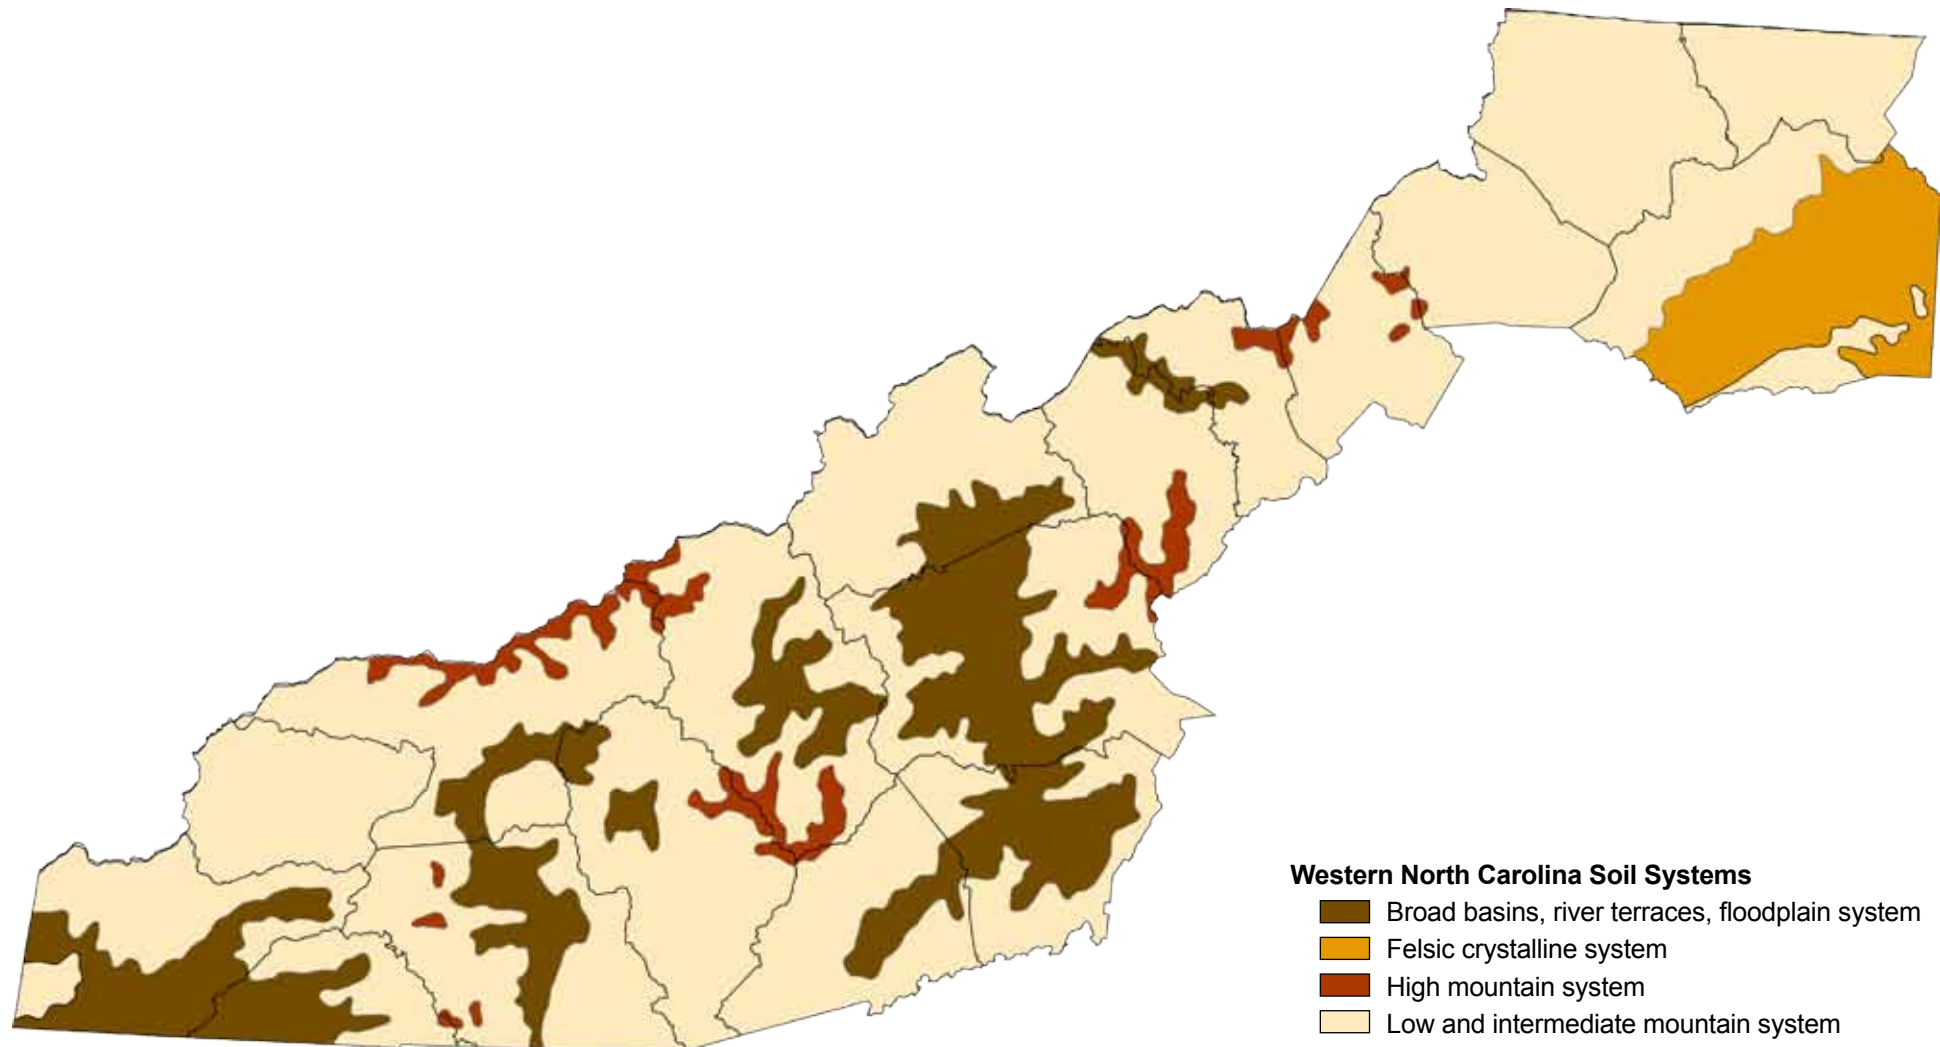 Western North Carolina Soil Systems
Broad basins, river terraces, floodplain system
Felsic crystalline system
High mountain system
Low and intermediate mountain system